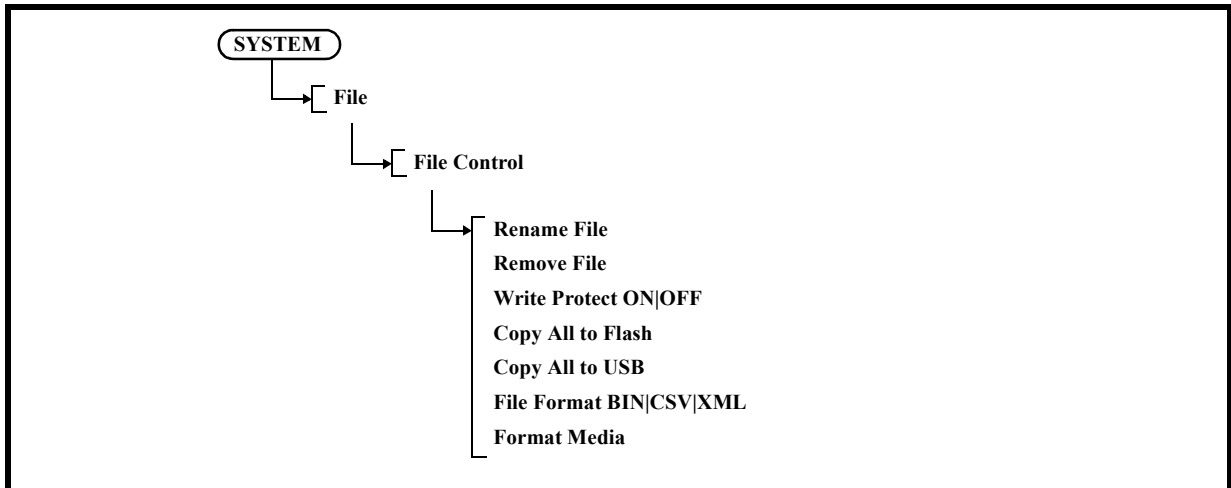 SYSTEM
File
File Control
Rename File
Remove File
Write Protect ON|OFF
Copy All to Flash
Copy All to USB
File Format BIN|CSV|XML
Format Media